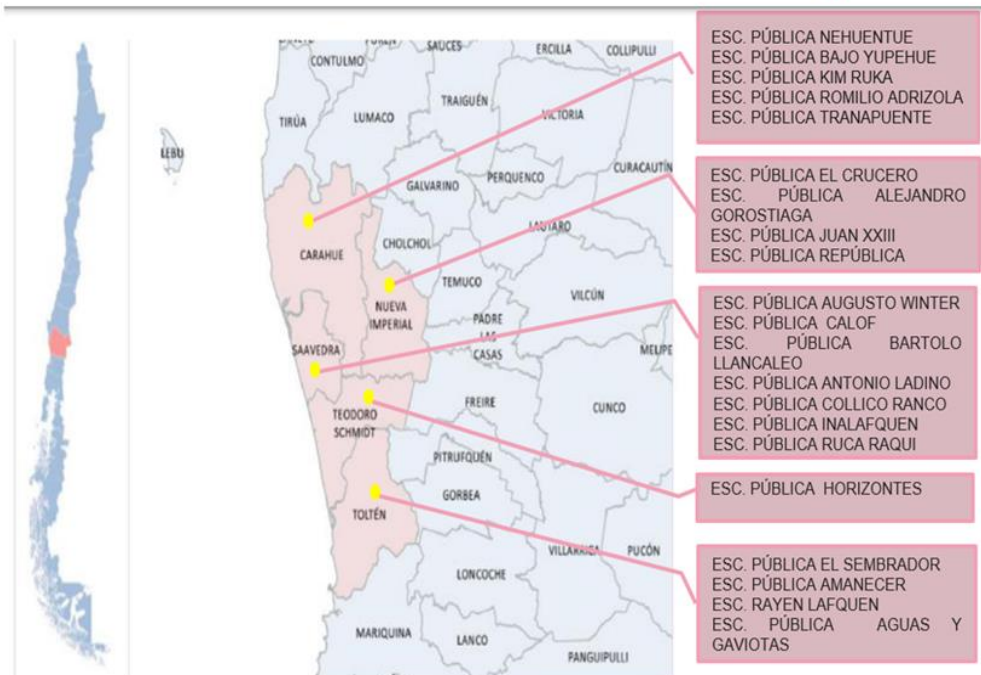 CONTULMO
SAUCES
ERCILLA
COLLIPULLI
TIRÚA
LUMACO
TRAIGUÉN
VICTORIA
LEBU
CURACAUTÍN
GALVARINO
PERQUENCO
CHOLCHOL
LAUTARO
CARAHUE
TEMUCO
VILCÚN
NUEVA
IMPERIAL
PADRE
LAS
CASAS
SAAVEDRA
MELIPE
TEODORO
SCHMIDT
FREIRE
CUNCO
PITRUFQUÉN
GORBEA
TOLTÉN
VILLARRICA
PUCÓN
LONCOCHE
MARIQUINA
LANCO
PANGUIPULLI
ESC. PÚBLICA NEHUENTUE
ESC. PÚBLICA BAJO YUPEHUE
ESC. PÚBLICA KIM RUKA
ESC. PÚBLICA ROMILIO ADRIZOLA
ESC. PÚBLICA TRANAPUENTE
ESC. PÚBLICA EL CRUCERO
ESC. PÚBLICA ALEJANDRO
GOROSTIAGA
ESC. PÚBLICA JUAN XXIII
ESC. PÚBLICA REPÚBLICA
ESC. PÚBLICA AUGUSTO WINTER
ESC. PÚBLICA CALOF
ESC. PÚBLICA BARTOLO
LLANCALEO
ESC. PÚBLICA ANTONIO LADINO
ESC. PÚBLICA COLLICO RANCO
ESC. PÚBLICA INALAFQUEN
ESC. PÚBLICA RUCA RAQUI
ESC. PÚBLICA HORIZONTES
ESC. PÚBLICA EL SEMBRADOR
ESC. PÚBLICA AMANECER
ESC. RAYEN LAFQUEN
ESC. PÚBLICA AGUAS Y
GAVIOTAS